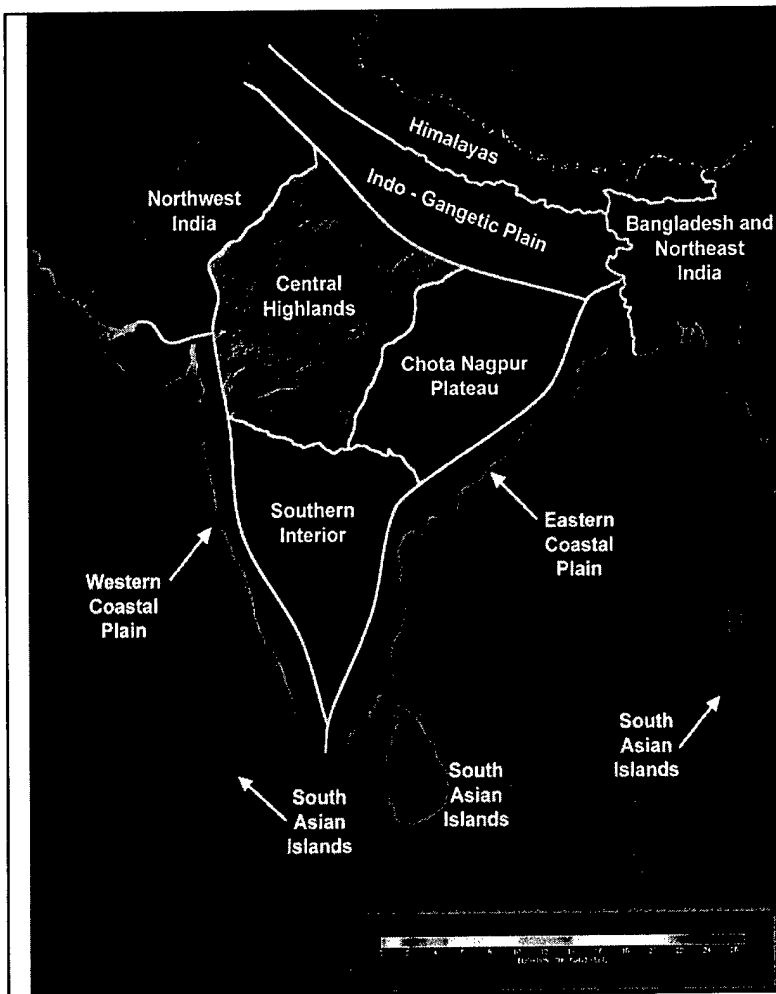 Himalayas
Indo - Gangetic Plain
Northwest
India
Bangladesh and
Northeast
India
Central
Highlands
Chota Nagpur
Plateau
Southern
Interior
Eastern
Coastal
Plain
Western
Coastal
Plain
South
Asian
Islands
South
Asian
Islands
South
Asian
Islands